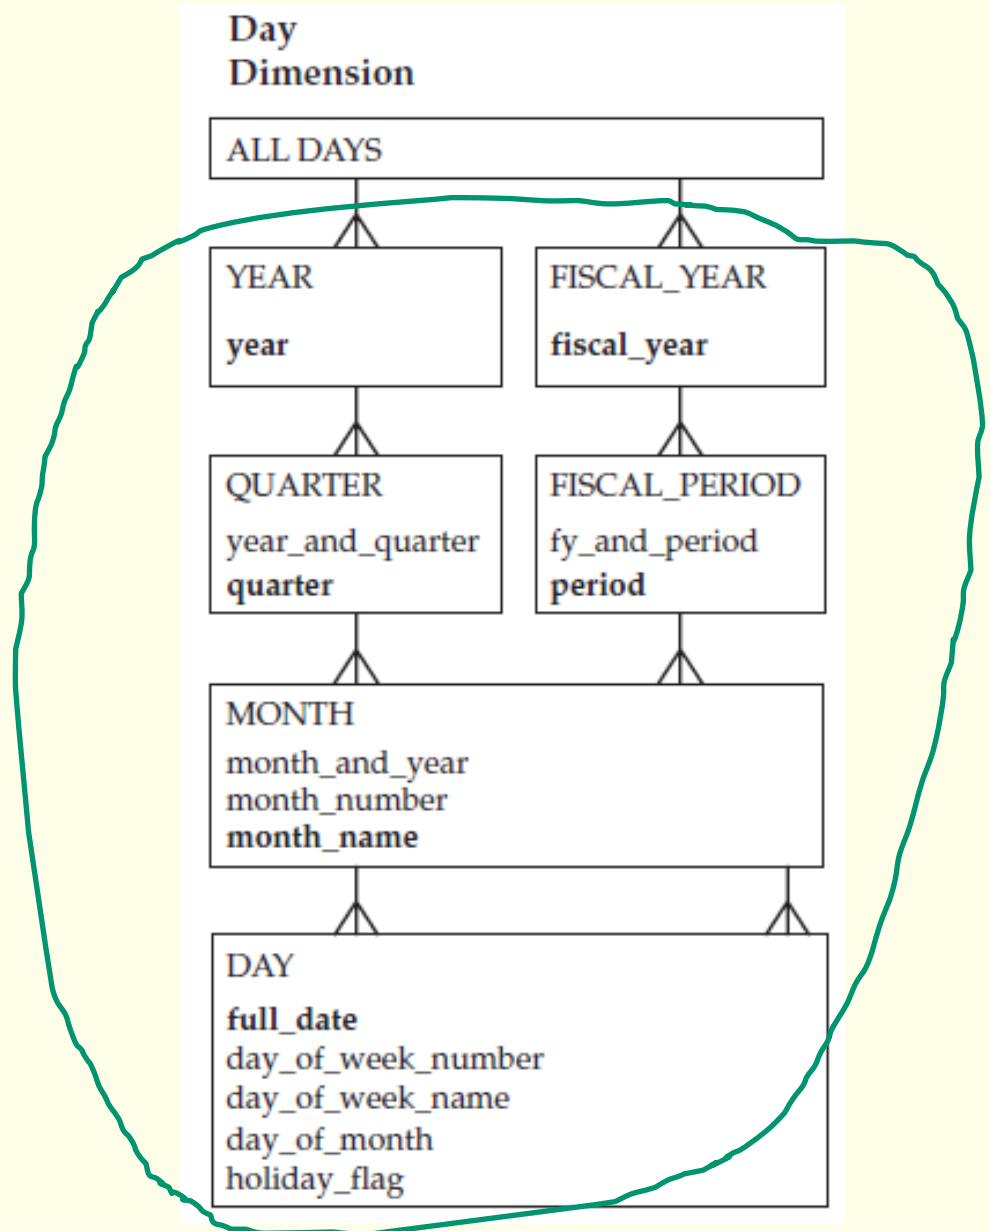 Day
Dimension
ALL DAYS
YEAR
year
FISCAL_YEAR
fiscal_year
QUARTER
year_and_quarter
quarter
FISCAL_PERIOD
fy_and_period
period
MONTH
month_and_year
month_number
month_name
DAY
full_date
day_of_week_number
day_of_week_name
day_of_month
holiday_flag